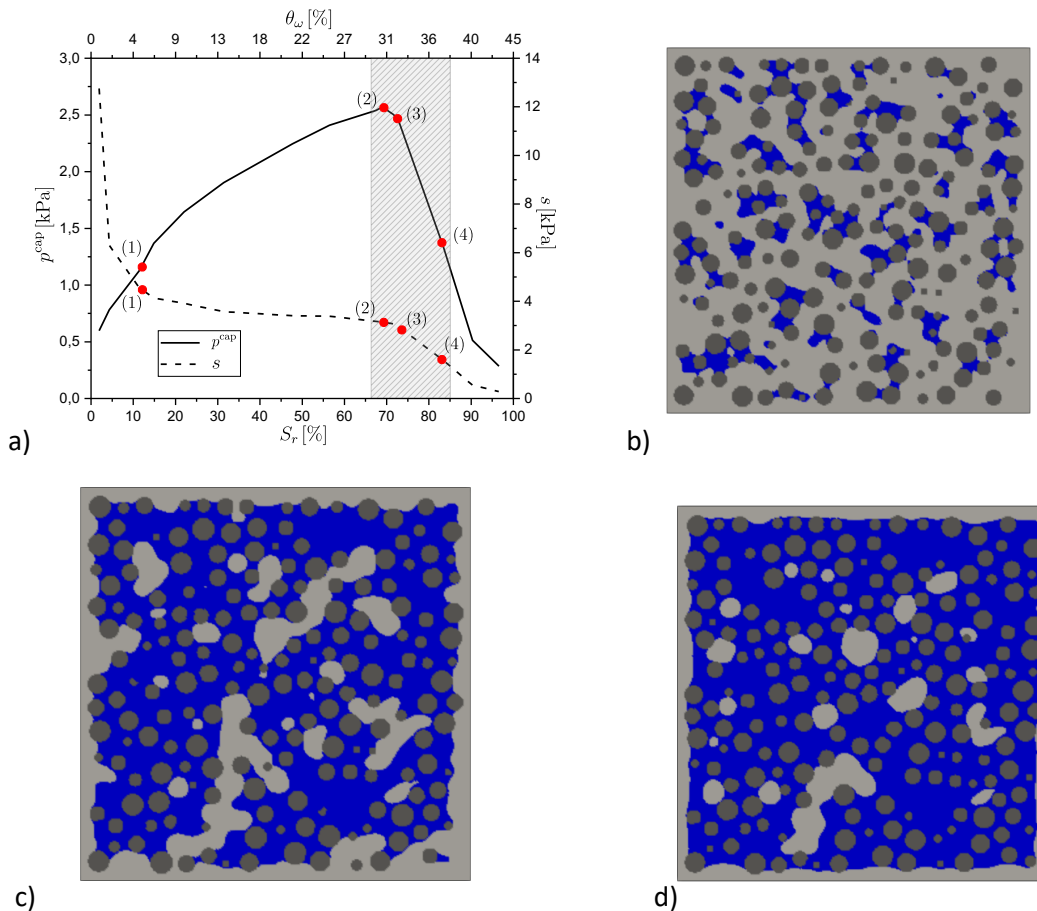 θ_ω [%]
0 4 9 13 18 22 27 31 36 40 45
3,0
2,5
2,0
1,5
1,0
0,5
0,0
p^cap [kPa]
14
12
10
8
6
4
2
0
s [kPa]
(2)
(3)
(4)
(1)
(1)
(2)
(3)
(4)
p^cap
s
0 10 20 30 40 50 60 70 80 90 100
S_r [%]
a)
b)
c)
d)